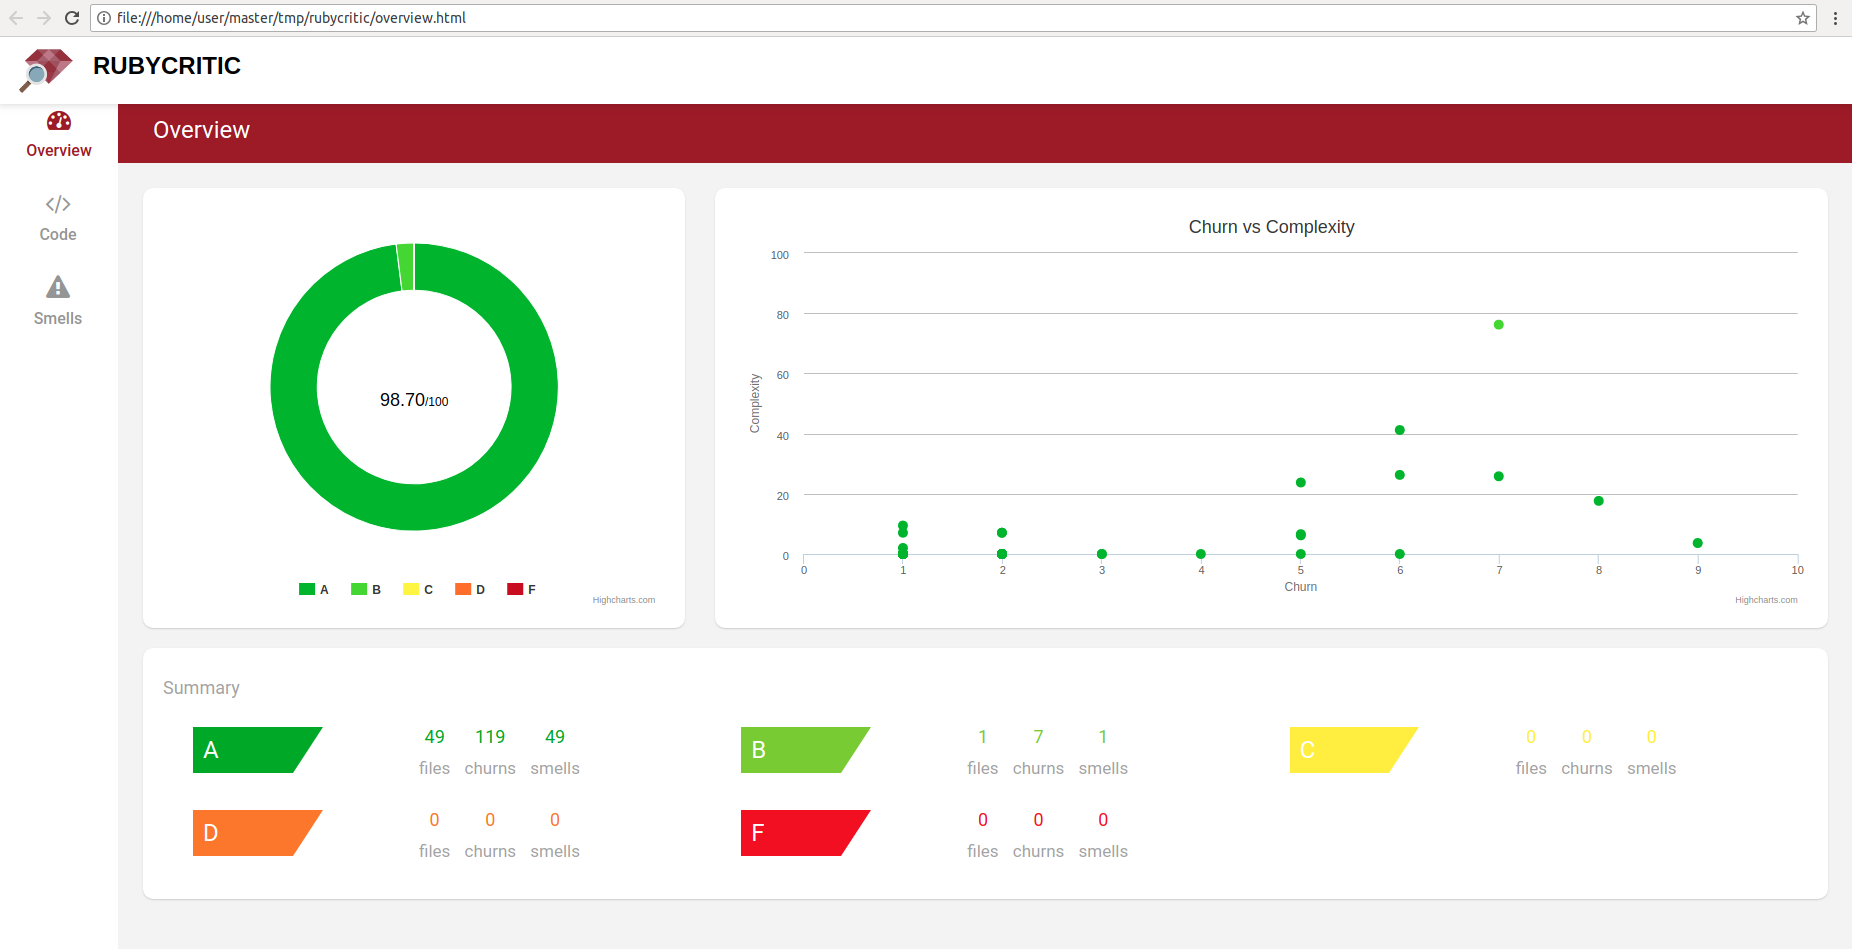 file:///home/user/master/tmp/rubycritic/overview.html
RUBYCRITIC
Overview
Code
Smells
Overview
98.70/100
A B C D F
Highcharts.com
Churn vs Complexity
Complexity
100
80
60
40
20
0
0 1 2 3 4 5 6 7 8 9 10
Churn
Highcharts.com
Summary
A
49 119 49
files churns smells
B
1 7 1
files churns smells
C
0 0 0
files churns smells
D
0 0 0
files churns smells
F
0 0 0
files churns smells